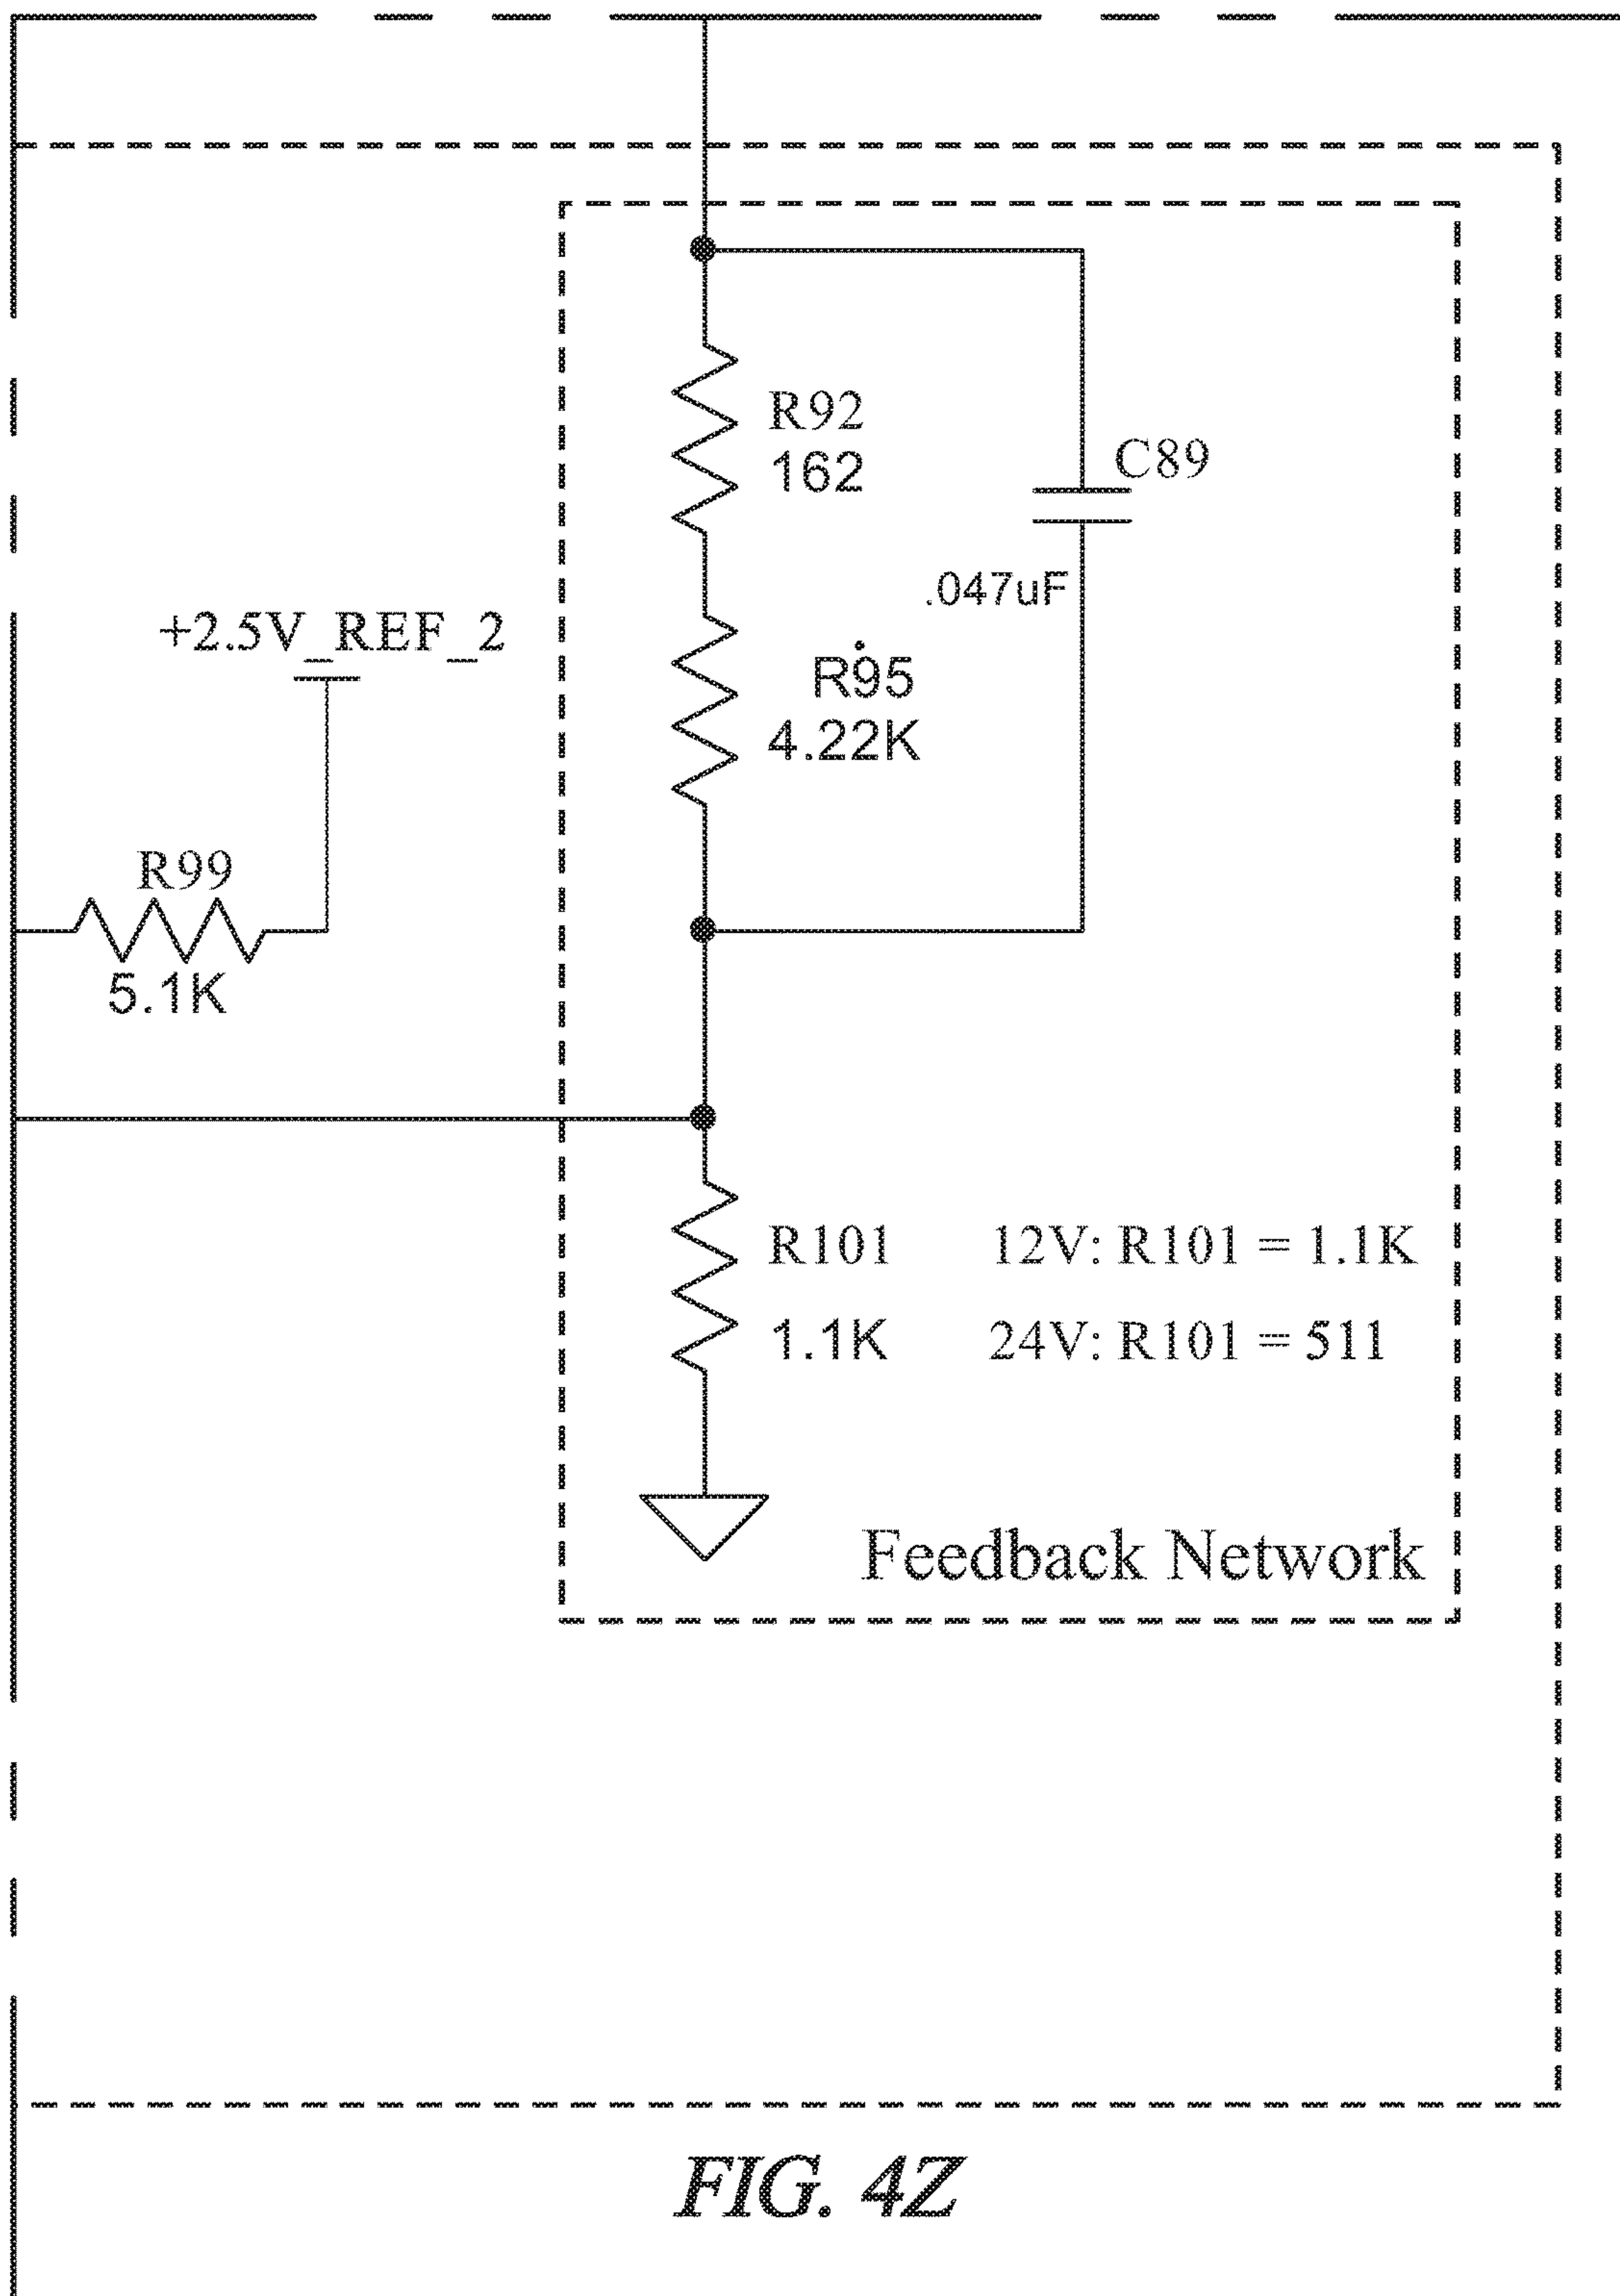 R92
162
C89
.047uF
+2.5V_REF_2
R95
4.22K
R99
5.1K
R101 12V: R101 = 1.1K
1.1K 24V: R101 = 511
Feedback Network
FIG. 4Z